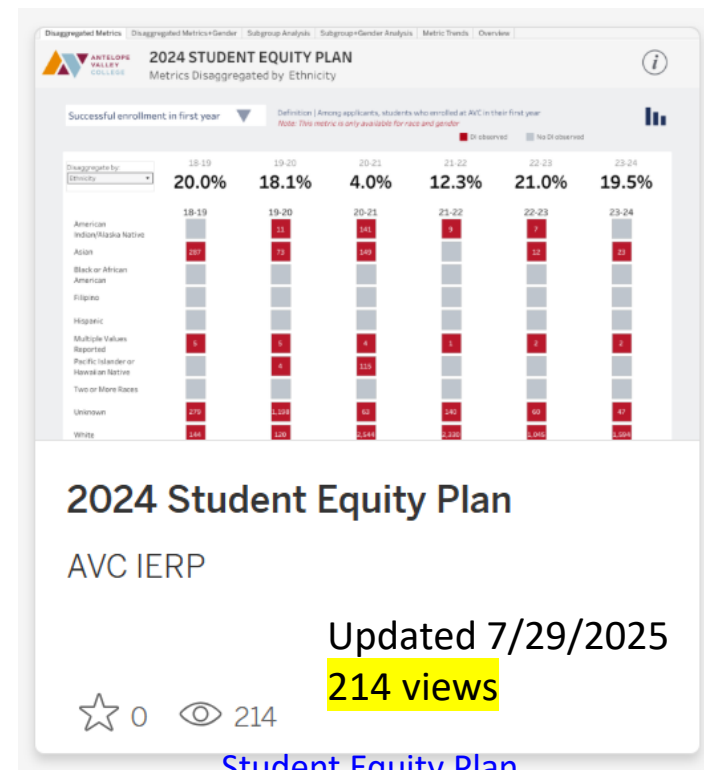 Disaggregated Metrics Disaggregated Metrics+Gender Subgroup Analysis Subgroup+Gender Analysis Metric Trends Overview
ANTELOPE VALLEY COLLEGE
2024 STUDENT EQUITY PLAN
Metrics Disaggregated by Ethnicity
i
Successful enrollment in first year
Definition | Among applicants, students who enrolled at AVC in their first year
Note: This metric is only available for race and gender
DI observed No DI observed
Disaggregate by:
Ethnicity
18-19 19-20 20-21 21-22 22-23 23-24
20.0% 18.1% 4.0% 12.3% 21.0% 19.5%
18-19 19-20 20-21 21-22 22-23 23-24
American Indian/Alaska Native 11 141 9 7
Asian 287 73 149 12 23
Black or African American
Filipino
Hispanic
Multiple Values Reported 5 5 4 1 2 2
Pacific Islander or Hawaiian Native 4 115
Two or More Races
Unknown 279 1,198 63 140 60 47
White 144 120 2,544 2,330 1,045 1,594
2024 Student Equity Plan
AVC IERP
Updated 7/29/2025
214 views
0 214
Student Equity Plan